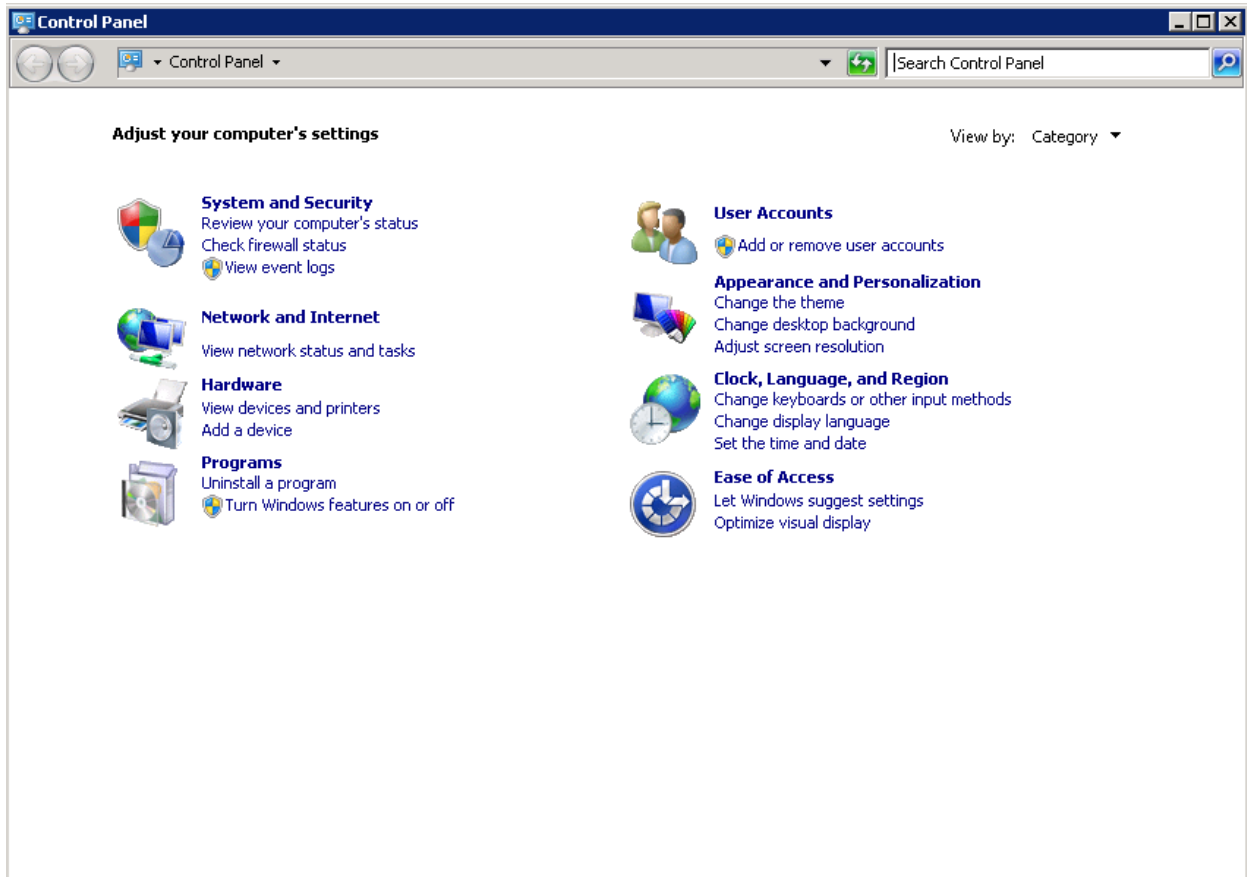 Control Panel
Control Panel
Search Control Panel
Adjust your computer's settings
View by: Category
System and Security
Review your computer's status
Check firewall status
View event logs
Network and Internet
View network status and tasks
Hardware
View devices and printers
Add a device
Programs
Uninstall a program
Turn Windows features on or off
User Accounts
Add or remove user accounts
Appearance and Personalization
Change the theme
Change desktop background
Adjust screen resolution
Clock, Language, and Region
Change keyboards or other input methods
Change display language
Set the time and date
Ease of Access
Let Windows suggest settings
Optimize visual display